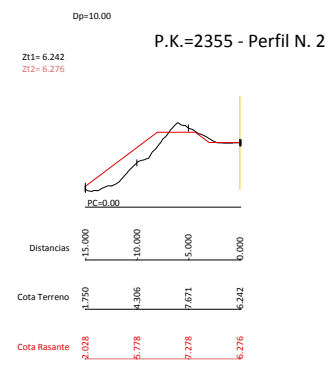 Dp=10.00
P.K.=2355 - Perfil N. 2
Zt1= 6.242
Zt2= 6.276
PC=0.00
Distancias -15.000 -10.000 -5.000 0.000
Cota Terreno 1.750 4.306 7.671 6.242
Cota Rasante 2.028 5.778 7.278 6.276